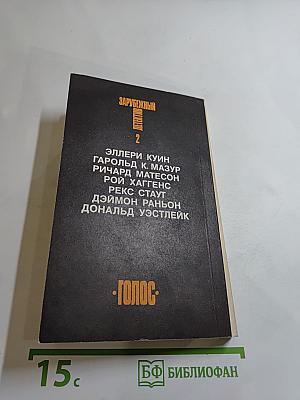 ЗАРУБЕЖНЫЙ
ДЕТЕКТИВ
2
ЭЛЛЕРИ КУИН
ГАРОЛЬД К. МАЗУР
РИЧАРД МАТЕСОН
РОЙ ХАГГЕНС
РЕКС СТАУТ
ДЭЙМОН РАНЬОН
ДОНАЛЬД УЭСТЛЕЙК
·ГОЛОС·
15с
БФ БИБЛИОФАН